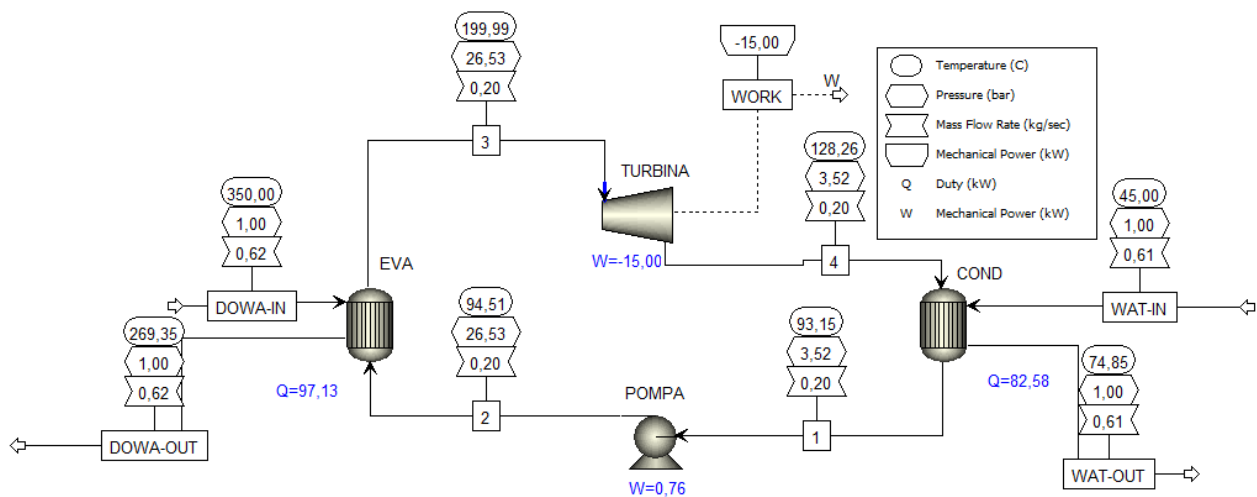 199,99
26,53
0,20
3
-15,00
WORK
W
Temperature (C)
Pressure (bar)
Mass Flow Rate (kg/sec)
Mechanical Power (kW)
Q Duty (kW)
W Mechanical Power (kW)
TURBINA
W=-15,00
128,26
3,52
0,20
4
350,00
1,00
0,62
DOWA-IN
EVA
45,00
1,00
0,61
WAT-IN
COND
269,35
1,00
0,62
DOWA-OUT
Q=97,13
94,51
26,53
0,20
2
POMPA
W=0,76
93,15
3,52
0,20
1
Q=82,58
74,85
1,00
0,61
WAT-OUT